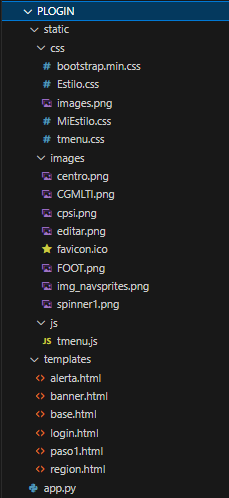 PLOGIN
static
css
# bootstrap.min.css
# Estilo.css
images.png
# MiEstilo.css
# tmenu.css
images
centro.png
CGMLTI.png
cpsi.png
editar.png
favicon.ico
FOOT.png
img_navsprites.png
spinner1.png
js
JS tmenu.js
templates
<> alerta.html
<> banner.html
<> base.html
<> login.html
<> paso1.html
<> region.html
app.py